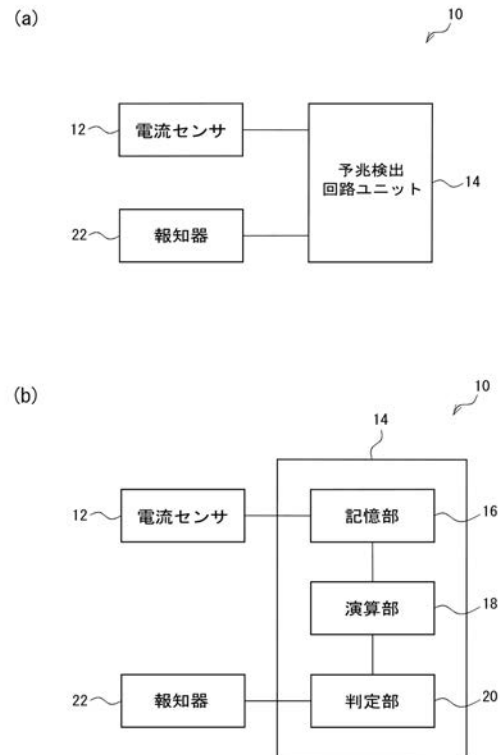 (a)
10
12
電流センサ
予兆検出
回路ユニット
14
22
報知器
(b)
10
14
12
電流センサ
記憶部
16
演算部
18
22
報知器
判定部
20